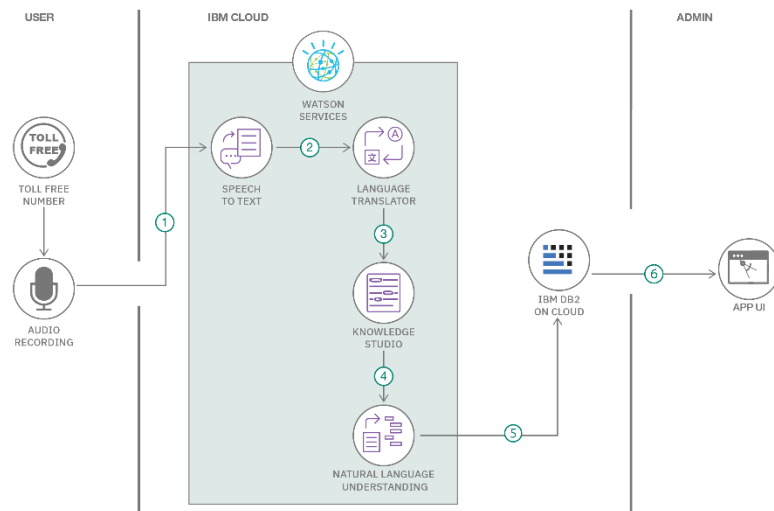 USER
IBM CLOUD
ADMIN
WATSON
SERVICES
TOLL
FREE
TOLL FREE
NUMBER
SPEECH
TO TEXT
2
A
文
LANGUAGE
TRANSLATOR
1
3
AUDIO
RECORDING
KNOWLEDGE
STUDIO
IBM DB2
ON CLOUD
6
APP UI
4
5
NATURAL LANGUAGE
UNDERSTANDING